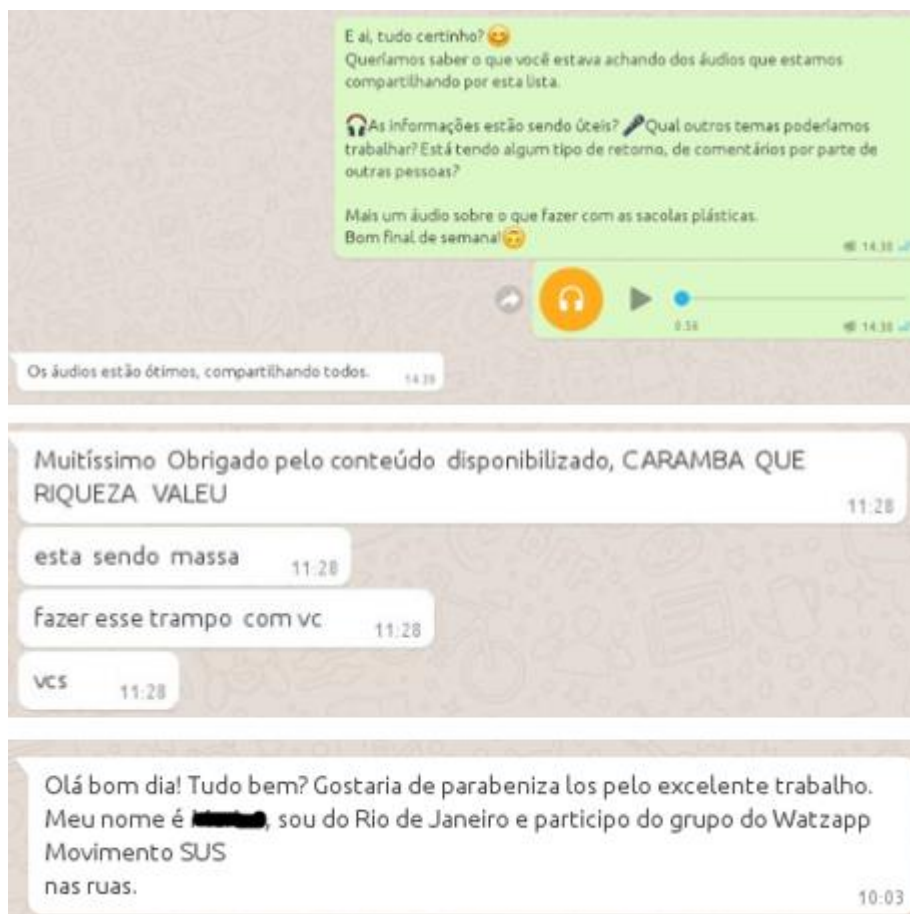 E aí, tudo certinho?😊
Queríamos saber o que você estava achando dos áudios que estamos
compartilhando por esta lista.
🎧As informações estão sendo úteis? 🎤Qual outros temas poderíamos
trabalhar? Está tendo algum tipo de retorno, de comentários por parte de
outras pessoas?
Mais um áudio sobre o que fazer com as sacolas plásticas.
Bom final de semana!🙃
14:38
0:56
14:38
Os áudios estão ótimos, compartilhando todos.
14:39
Muitíssimo Obrigado pelo conteúdo disponibilizado, CARAMBA QUE
RIQUEZA VALEU
11:28
esta sendo massa
11:28
fazer esse trampo com vc
11:28
vcs
11:28
Olá bom dia! Tudo bem? Gostaria de parabeniza los pelo excelente trabalho.
Meu nome é , sou do Rio de Janeiro e participo do grupo do Watzapp
Movimento SUS
nas ruas.
10:03